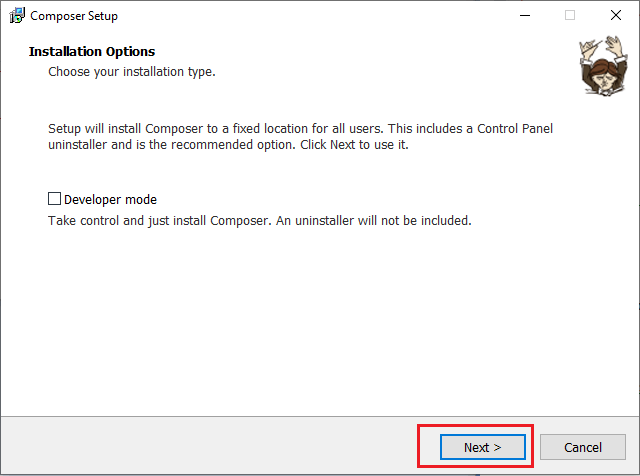 Composer Setup
Installation Options
Choose your installation type.
Setup will install Composer to a fixed location for all users. This includes a Control Panel
uninstaller and is the recommended option. Click Next to use it.
Developer mode
Take control and just install Composer. An uninstaller will not be included.
Next >
Cancel